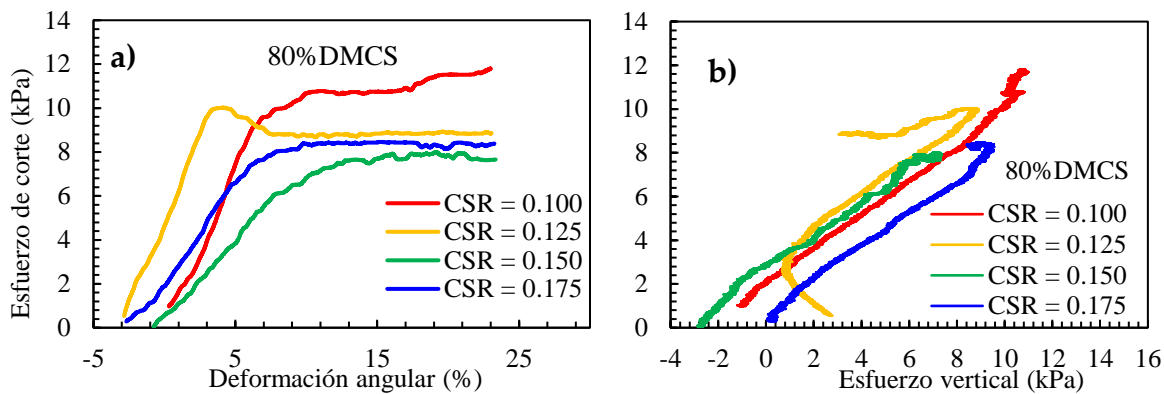 a)
80%DMCS
Esfuerzo de corte (kPa)
14
12
10
8
6
4
2
0
CSR = 0.100
CSR = 0.125
CSR = 0.150
CSR = 0.175
-5 5 15 25
Deformación angular (%)
b)
14
12
10
8
6
4
2
0
80%DMCS
CSR = 0.100
CSR = 0.125
CSR = 0.150
CSR = 0.175
-4 -2 0 2 4 6 8 10 12 14 16
Esfuerzo vertical (kPa)